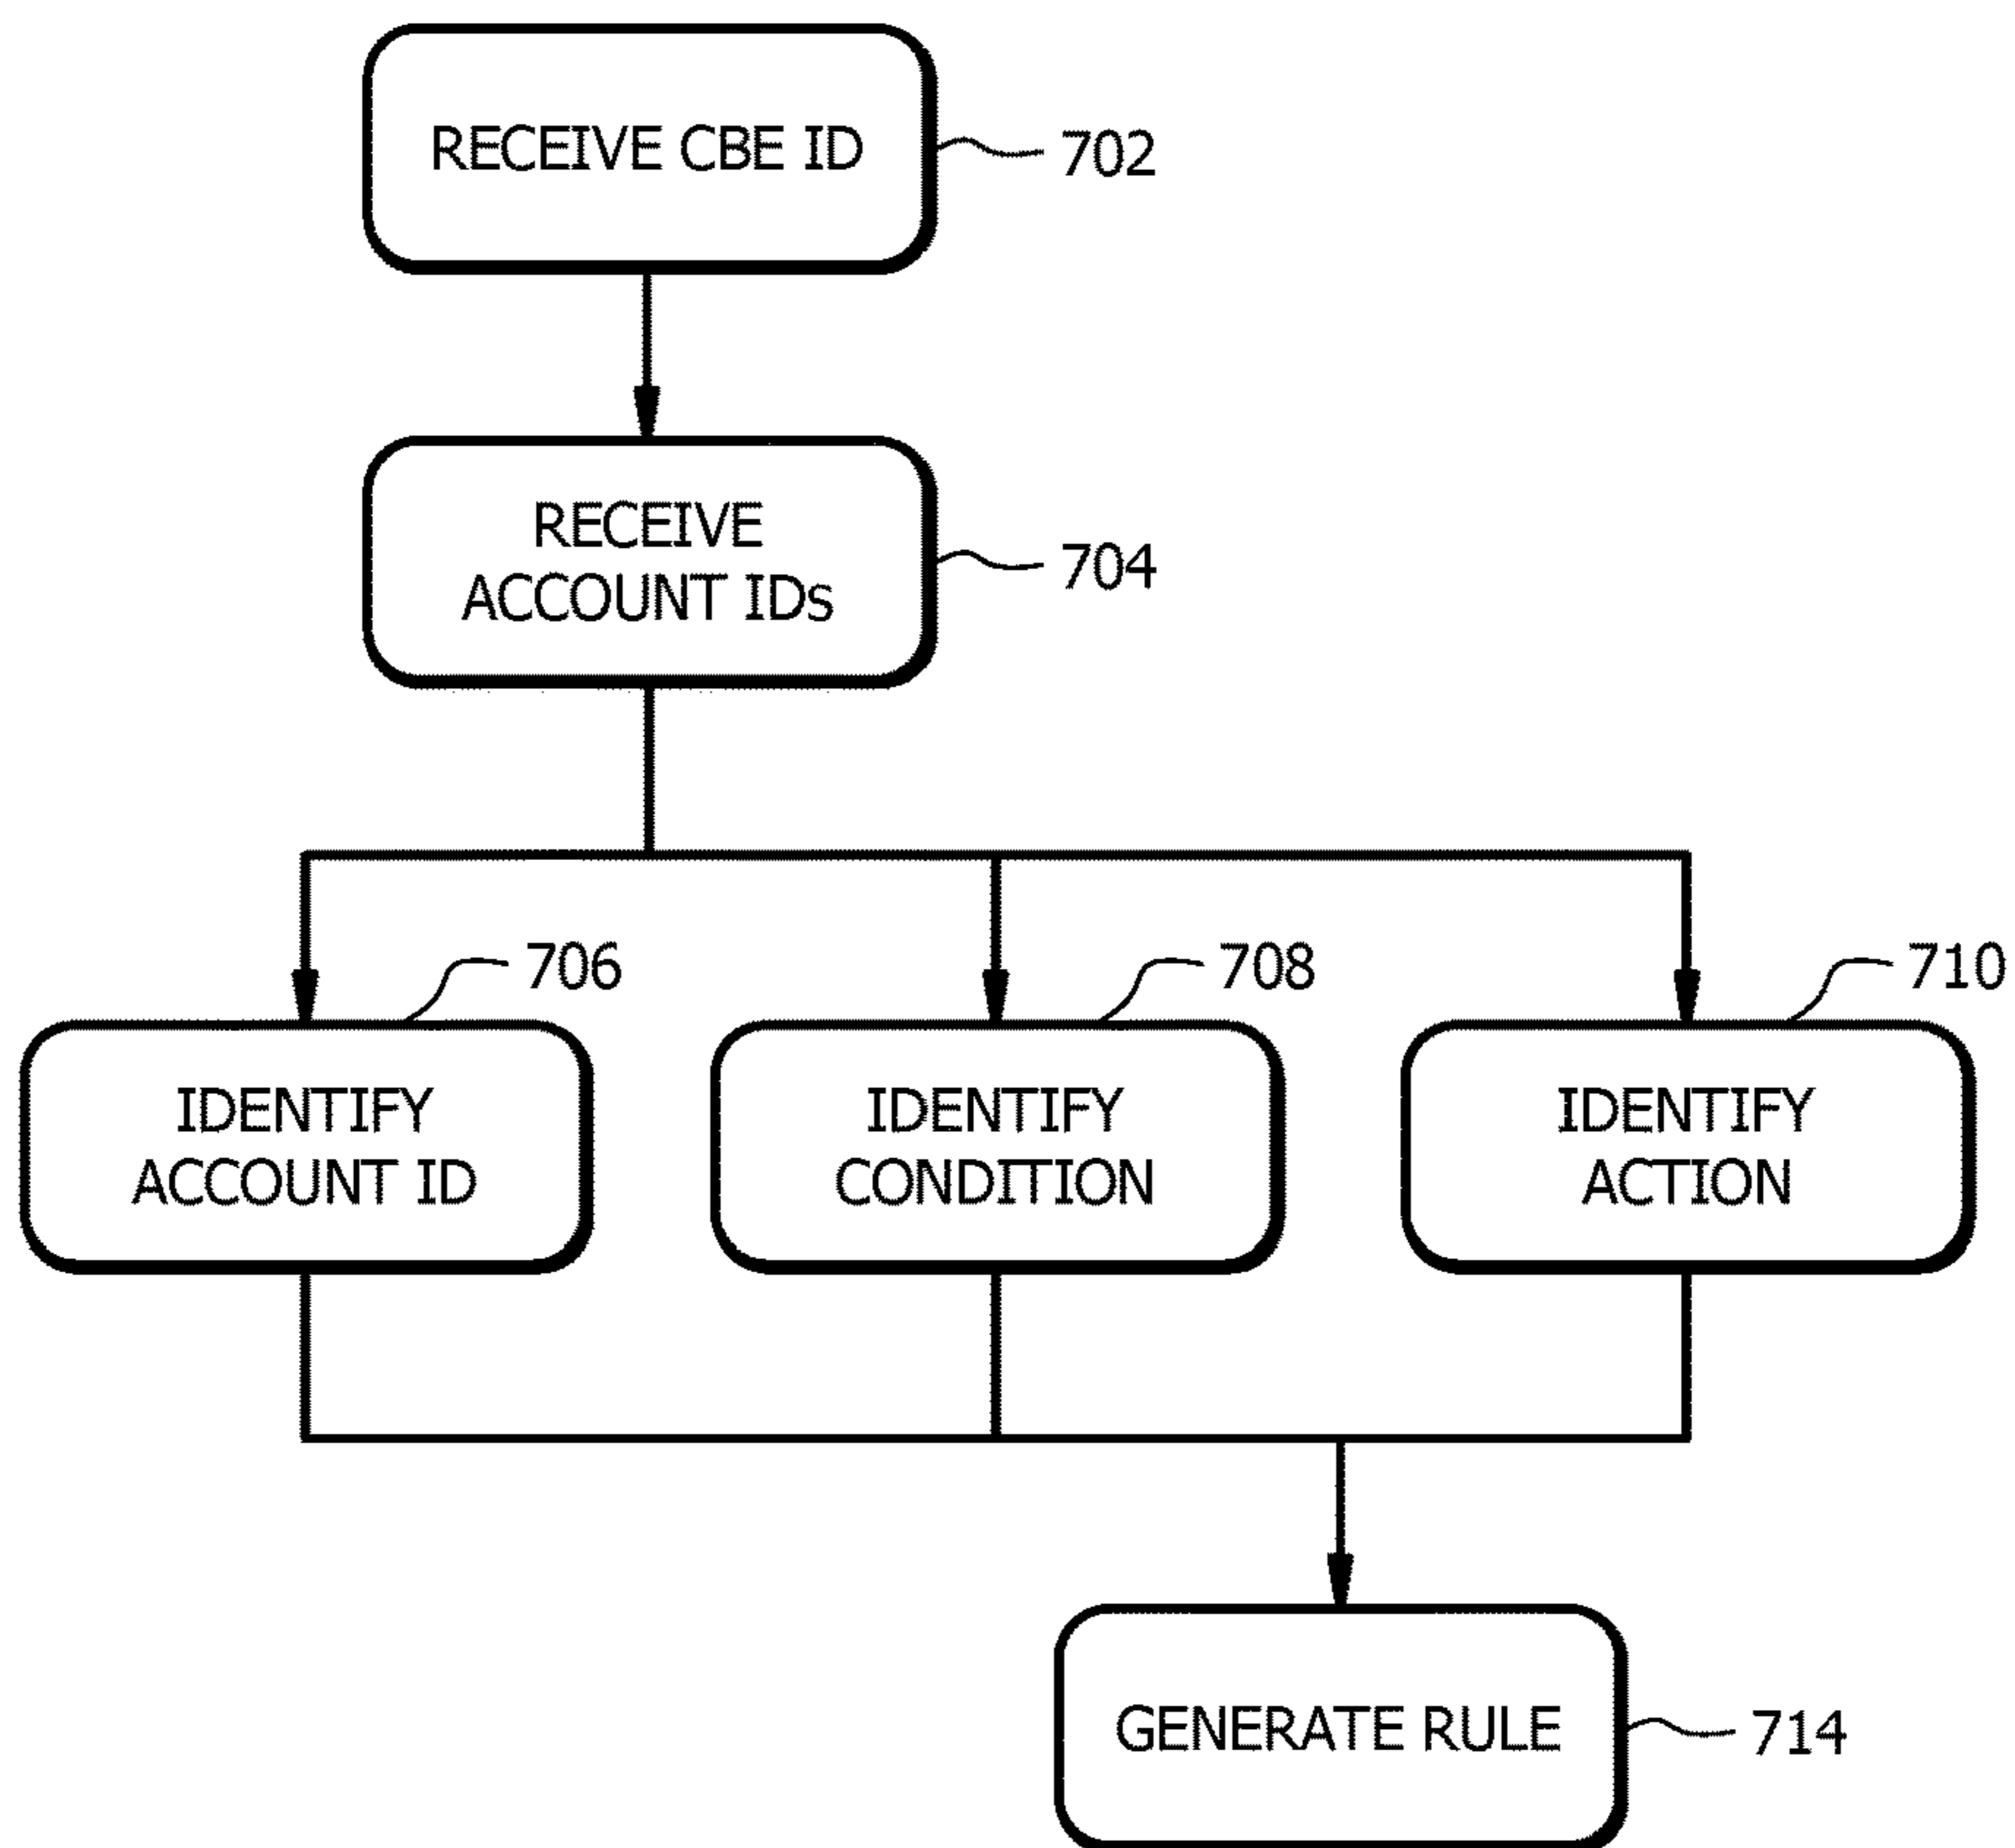 RECEIVE CBE ID
702
RECEIVE
ACCOUNT IDs
704
706
708
710
IDENTIFY
ACCOUNT ID
IDENTIFY
CONDITION
IDENTIFY
ACTION
GENERATE RULE
714